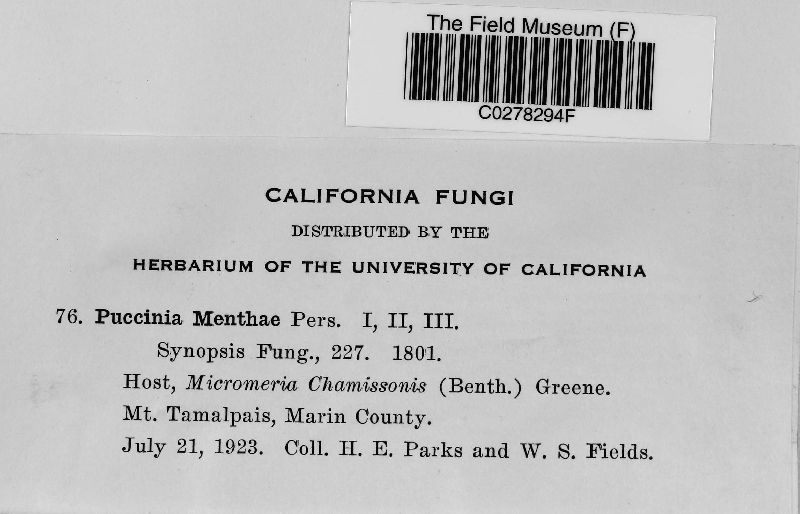 The Field Museum (F)
C0278294F
CALIFORNIA FUNGI
DISTRIBUTED BY THE
HERBARIUM OF THE UNIVERSITY OF CALIFORNIA
76. Puccinia Menthae Pers. I, II, III.
Synopsis Fung., 227. 1801.
Host, Micromeria Chamissonis (Benth.) Greene.
Mt. Tamalpais, Marin County.
July 21, 1923. Coll. H. E. Parks and W. S. Fields.